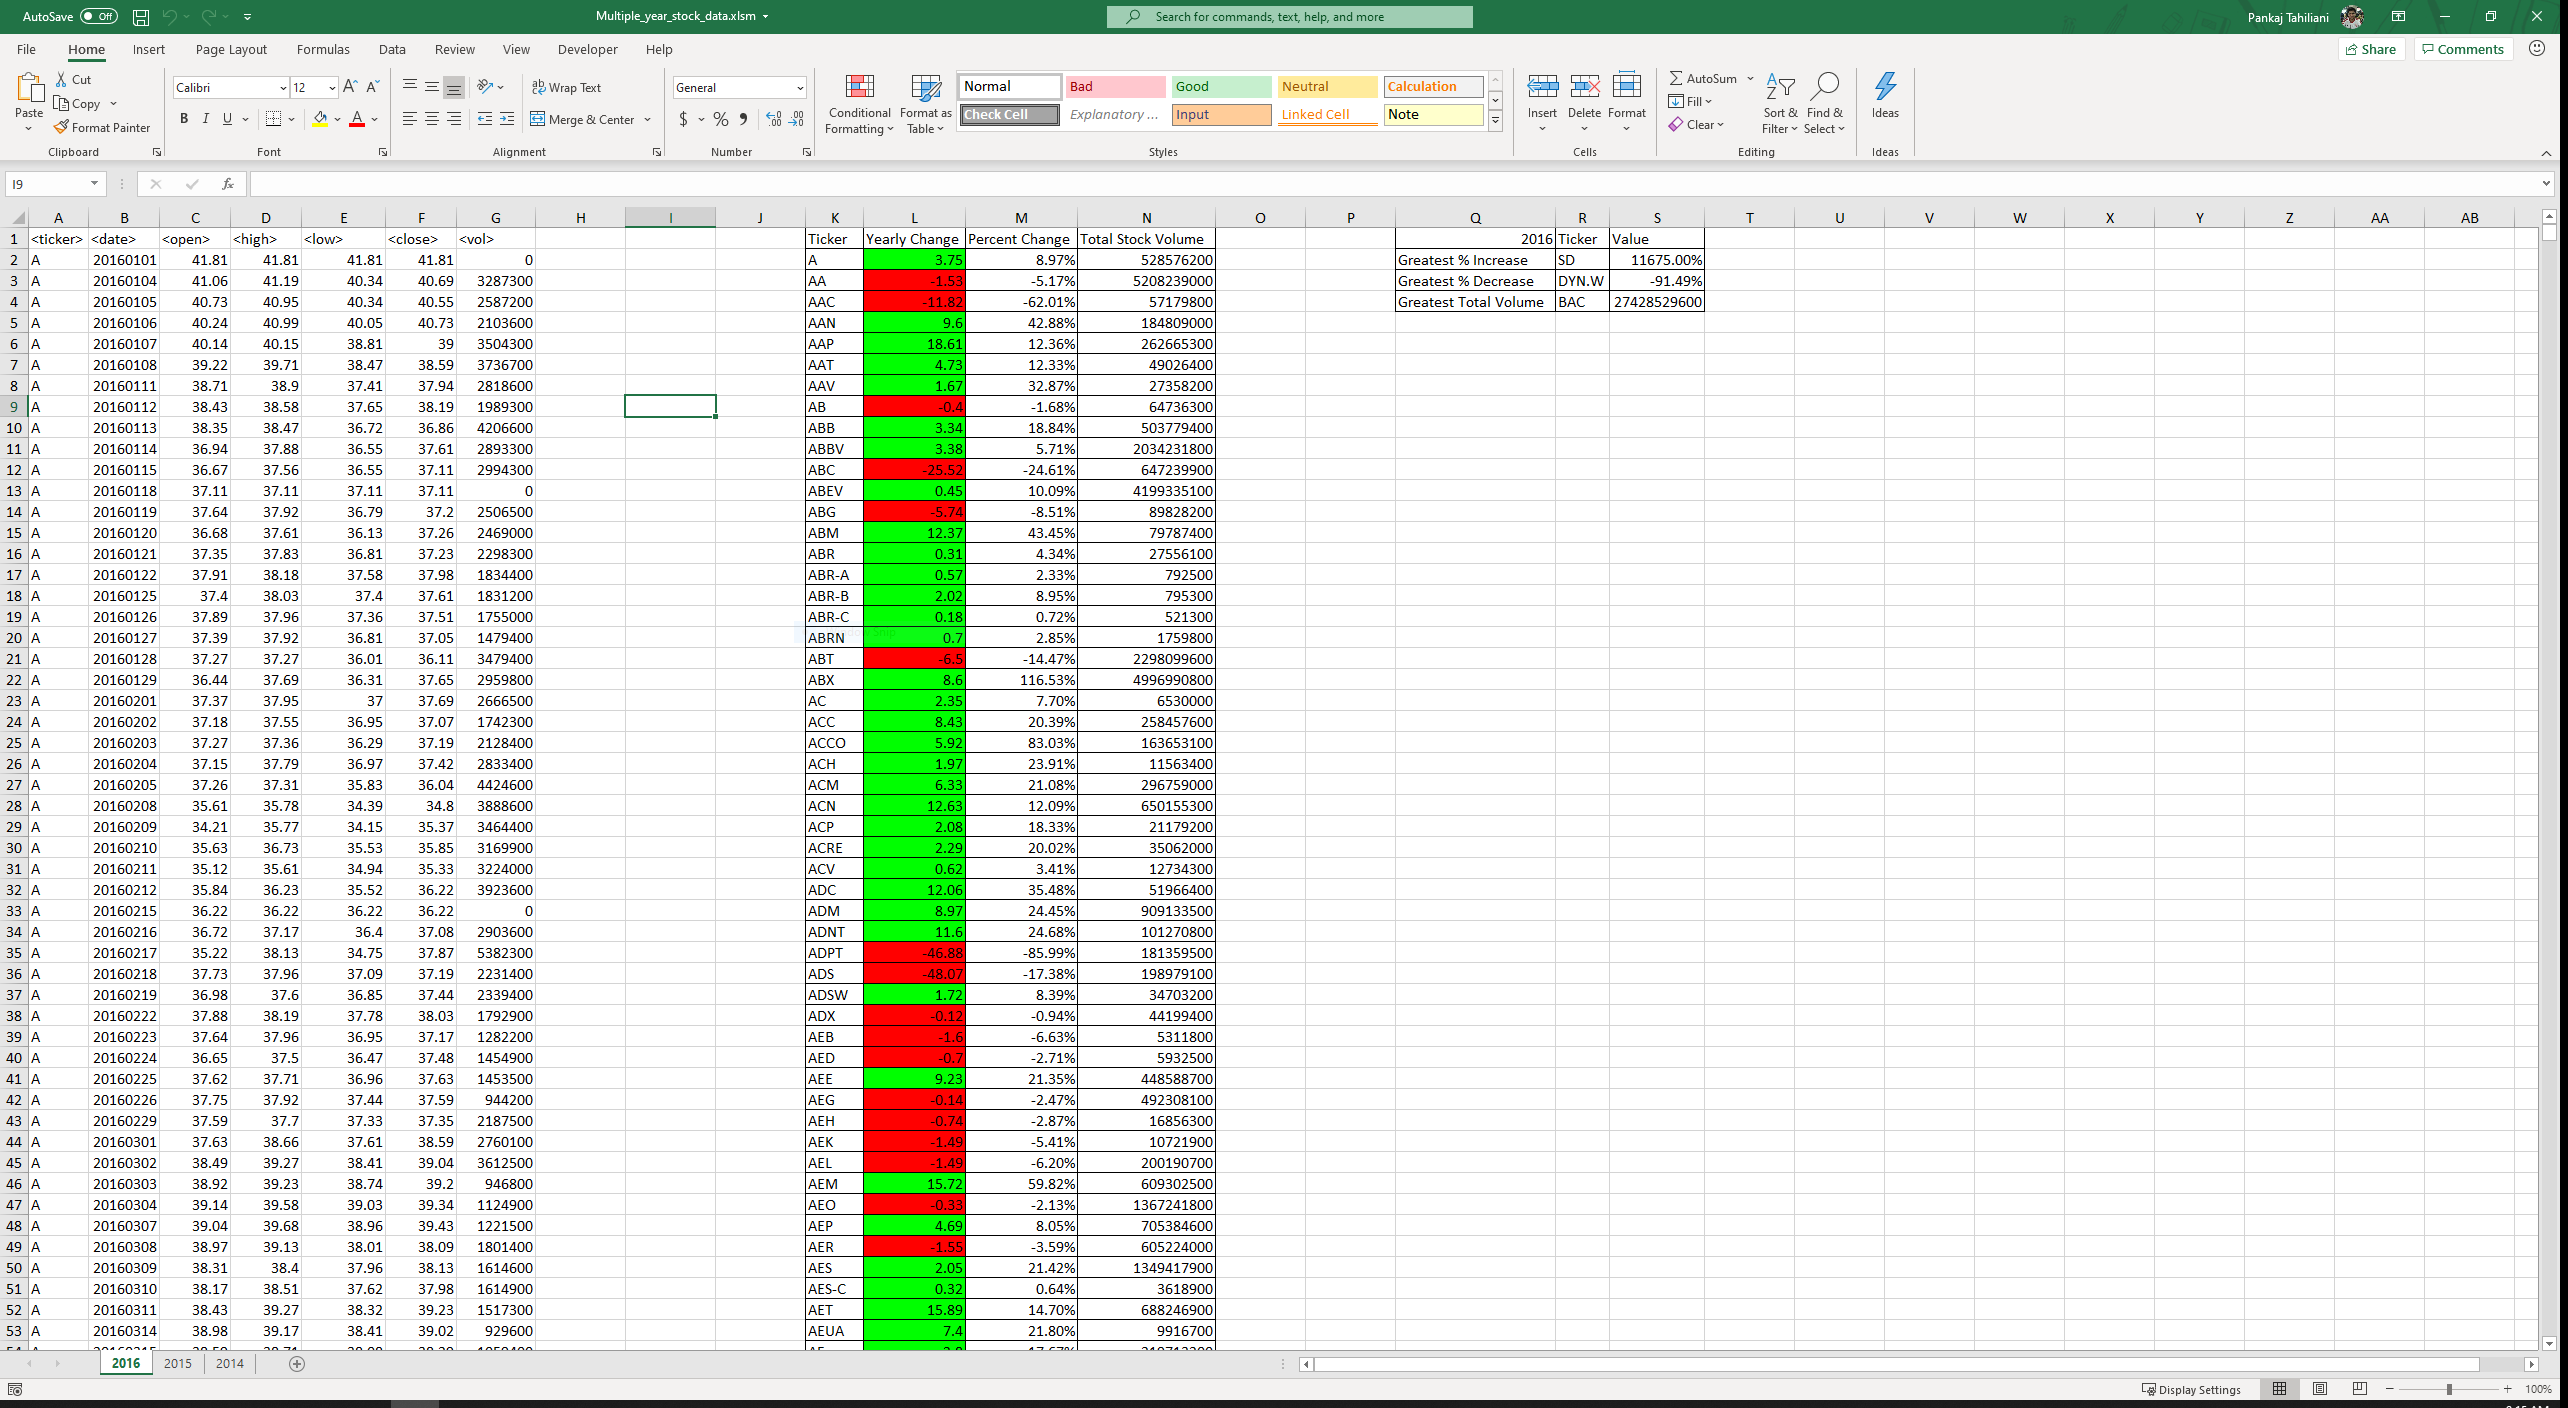 AutoSave Off Multiple_year_stock_data.xlsm Search for commands, text, help, and more Pankaj Tahiliani
File Home Insert Page Layout Formulas Data Review View Developer Help Share Comments
Paste Cut Copy Format Painter Clipboard
Calibri 12 B I U A Font
Wrap Text Merge & Center Alignment
General $ % Number
Conditional Formatting Format as Table
Normal Bad Good Neutral Calculation
Check Cell Explanatory ... Input Linked Cell Note
Styles
Insert Delete Format Cells
AutoSum Fill Clear Sort & Filter Find & Select Editing
Ideas Ideas
I9 fx
A B C D E F G H I J K L M N O P Q R S T U V W X Y Z AA AB
1 <ticker> <date> <open> <high> <low> <close> <vol> Ticker Yearly Change Percent Change Total Stock Volume 2016 Ticker Value
2 A 20160101 41.81 41.81 41.81 41.81 0 A 3.75 8.97% 528576200 Greatest % Increase SD 11675.00%
3 A 20160104 41.06 41.19 40.34 40.69 3287300 AA -1.53 -5.17% 5208239000 Greatest % Decrease DYN.W -91.49%
4 A 20160105 40.73 40.95 40.34 40.55 2587200 AAC -11.82 -62.01% 57179800 Greatest Total Volume BAC 27428529600
5 A 20160106 40.24 40.99 40.05 40.73 2103600 AAN 9.6 42.88% 184809000
6 A 20160107 40.14 40.15 38.81 39 3504300 AAP 18.61 12.36% 262665300
7 A 20160108 39.22 39.71 38.47 38.59 3736700 AAT 4.73 12.33% 49026400
8 A 20160111 38.71 38.9 37.41 37.94 2818600 AAV 1.67 32.87% 27358200
9 A 20160112 38.43 38.58 37.65 38.19 1989300 AB -0.4 -1.68% 64736300
10 A 20160113 38.35 38.47 36.72 36.86 4206600 ABB 3.34 18.84% 503779400
11 A 20160114 36.94 37.88 36.55 37.61 2893300 ABBV 3.38 5.71% 2034231800
12 A 20160115 36.67 37.56 36.55 37.11 2994300 ABC -25.52 -24.61% 647239900
13 A 20160118 37.11 37.11 37.11 37.11 0 ABEV 0.45 10.09% 4199335100
14 A 20160119 37.64 37.92 36.79 37.2 2506500 ABG -5.74 -8.51% 89828200
15 A 20160120 36.68 37.61 36.13 37.26 2469000 ABM 12.37 43.45% 79787400
16 A 20160121 37.35 37.83 36.81 37.23 2298300 ABR 0.31 4.34% 27556100
17 A 20160122 37.91 38.18 37.58 37.98 1834400 ABR-A 0.57 2.33% 792500
18 A 20160125 37.4 38.03 37.4 37.61 1831200 ABR-B 2.02 8.95% 795300
19 A 20160126 37.89 37.96 37.36 37.51 1755000 ABR-C 0.18 0.72% 521300
20 A 20160127 37.39 37.92 36.81 37.05 1479400 ABRN 0.7 2.85% 1759800
21 A 20160128 37.27 37.27 36.01 36.11 3479400 ABT -6.5 -14.47% 2298099600
22 A 20160129 36.44 37.69 36.31 37.65 2959800 ABX 8.6 116.53% 4996990800
23 A 20160201 37.37 37.95 37 37.69 2666500 AC 2.35 7.70% 6530000
24 A 20160202 37.18 37.55 36.95 37.07 1742300 ACC 8.43 20.39% 258457600
25 A 20160203 37.27 37.36 36.29 37.19 2128400 ACCO 5.92 83.03% 163653100
26 A 20160204 37.15 37.79 36.97 37.42 2833400 ACH 1.97 23.91% 11563400
27 A 20160205 37.26 37.31 35.83 36.04 4424600 ACM 6.33 21.08% 296759000
28 A 20160208 35.61 35.78 34.39 34.8 3888600 ACN 12.63 12.09% 650155300
29 A 20160209 34.21 35.77 34.15 35.37 3464400 ACP 2.08 18.33% 21179200
30 A 20160210 35.63 36.73 35.53 35.85 3169900 ACRE 2.29 20.02% 35062000
31 A 20160211 35.12 35.61 34.94 35.33 3224000 ACV 0.62 3.41% 12734300
32 A 20160212 35.84 36.23 35.52 36.22 3923600 ADC 12.06 35.48% 51966400
33 A 20160215 36.22 36.22 36.22 36.22 0 ADM 8.97 24.45% 909133500
34 A 20160216 36.72 37.17 36.4 37.08 2903600 ADNT 11.6 24.68% 101270800
35 A 20160217 35.22 38.13 34.75 37.87 5382300 ADPT -46.88 -85.99% 181359500
36 A 20160218 37.73 37.96 37.09 37.19 2231400 ADS -48.07 -17.38% 198979100
37 A 20160219 36.98 37.6 36.85 37.44 2339400 ADSW 1.72 8.39% 34703200
38 A 20160222 37.88 38.19 37.78 38.03 1792900 ADX -0.12 -0.94% 44199400
39 A 20160223 37.64 37.96 36.95 37.17 1282200 AEB -1.6 -6.63% 5311800
40 A 20160224 36.65 37.5 36.47 37.48 1454900 AED -0.7 -2.71% 5932500
41 A 20160225 37.62 37.71 36.96 37.63 1453500 AEE 9.23 21.35% 448588700
42 A 20160226 37.75 37.92 37.44 37.59 944200 AEG -0.14 -2.47% 492308100
43 A 20160229 37.59 37.7 37.33 37.35 2187500 AEH -0.74 -2.87% 16856300
44 A 20160301 37.63 38.66 37.61 38.59 2760100 AEK -1.49 -5.41% 10721900
45 A 20160302 38.49 39.27 38.41 39.04 3612500 AEL -1.49 -6.20% 200190700
46 A 20160303 38.92 39.23 38.74 39.2 946800 AEM 15.72 59.82% 609302500
47 A 20160304 39.14 39.58 39.03 39.34 1124900 AEO -0.33 -2.13% 1367241800
48 A 20160307 39.04 39.68 38.96 39.43 1221500 AEP 4.69 8.05% 705384600
49 A 20160308 38.97 39.13 38.01 38.09 1801400 AER -1.55 -3.59% 605224000
50 A 20160309 38.31 38.4 37.96 38.13 1614600 AES 2.05 21.42% 1349417900
51 A 20160310 38.17 38.51 37.62 37.98 1614900 AES-C 0.32 0.64% 3618900
52 A 20160311 38.43 39.27 38.32 39.23 1517300 AET 15.89 14.70% 688246900
53 A 20160314 38.98 39.17 38.41 39.02 929600 AEUA 7.4 21.80% 9916700
2016 2015 2014
Display Settings 100%